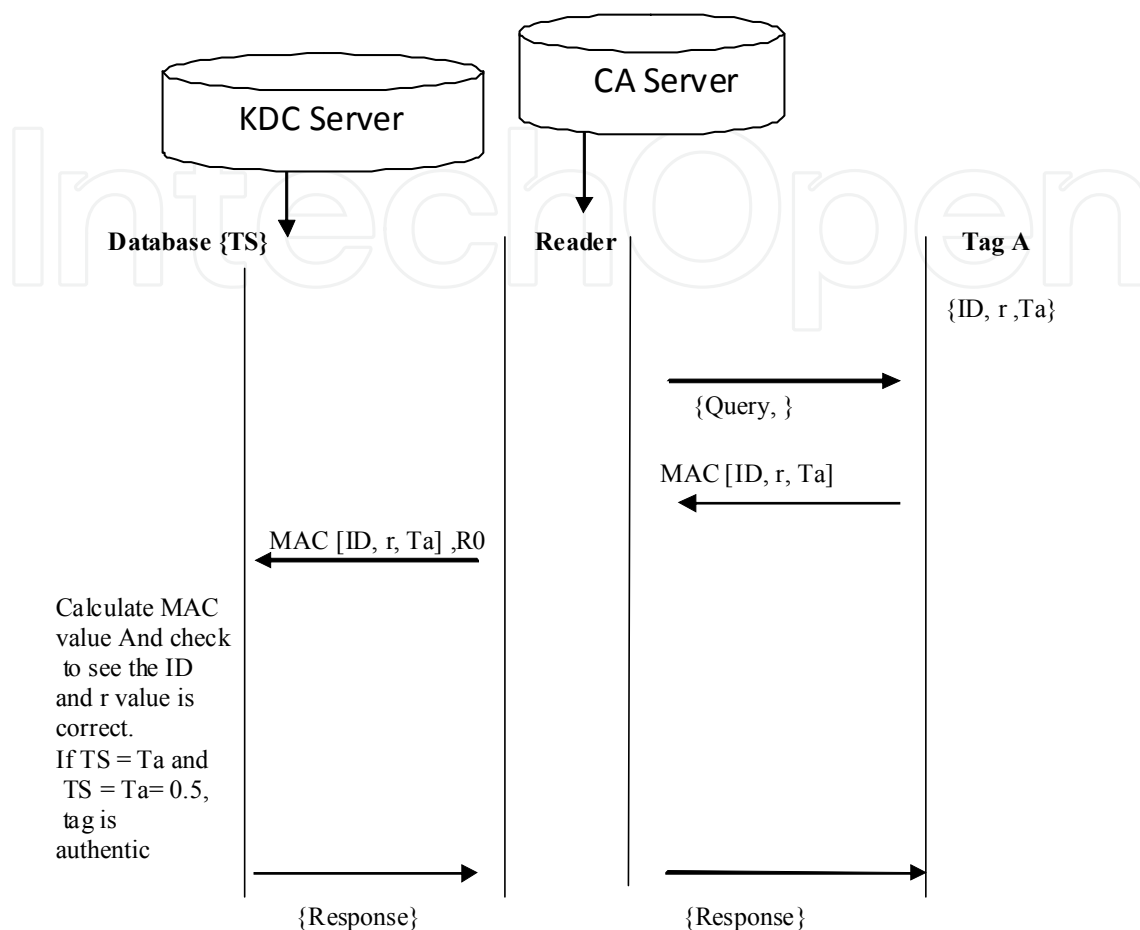 CA Server
KDC Server
IntechOpen
Database {TS}
Reader
Tag A
{ID, r ,Ta}
{Query, }
MAC [ID, r, Ta]
MAC [ID, r, Ta] ,R0
Calculate MAC
value And check
to see the ID
and r value is
correct.
If TS = Ta and
TS = Ta= 0.5,
tag is
authentic
{Response}
{Response}